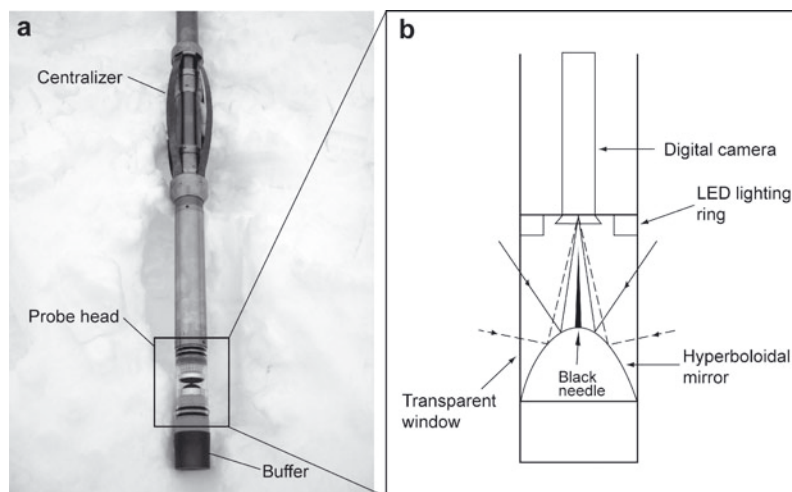 a
Centralizer
Probe head
Buffer
b
Digital camera
LED lighting
ring
Hyperboloidal
mirror
Black
needle
Transparent
window